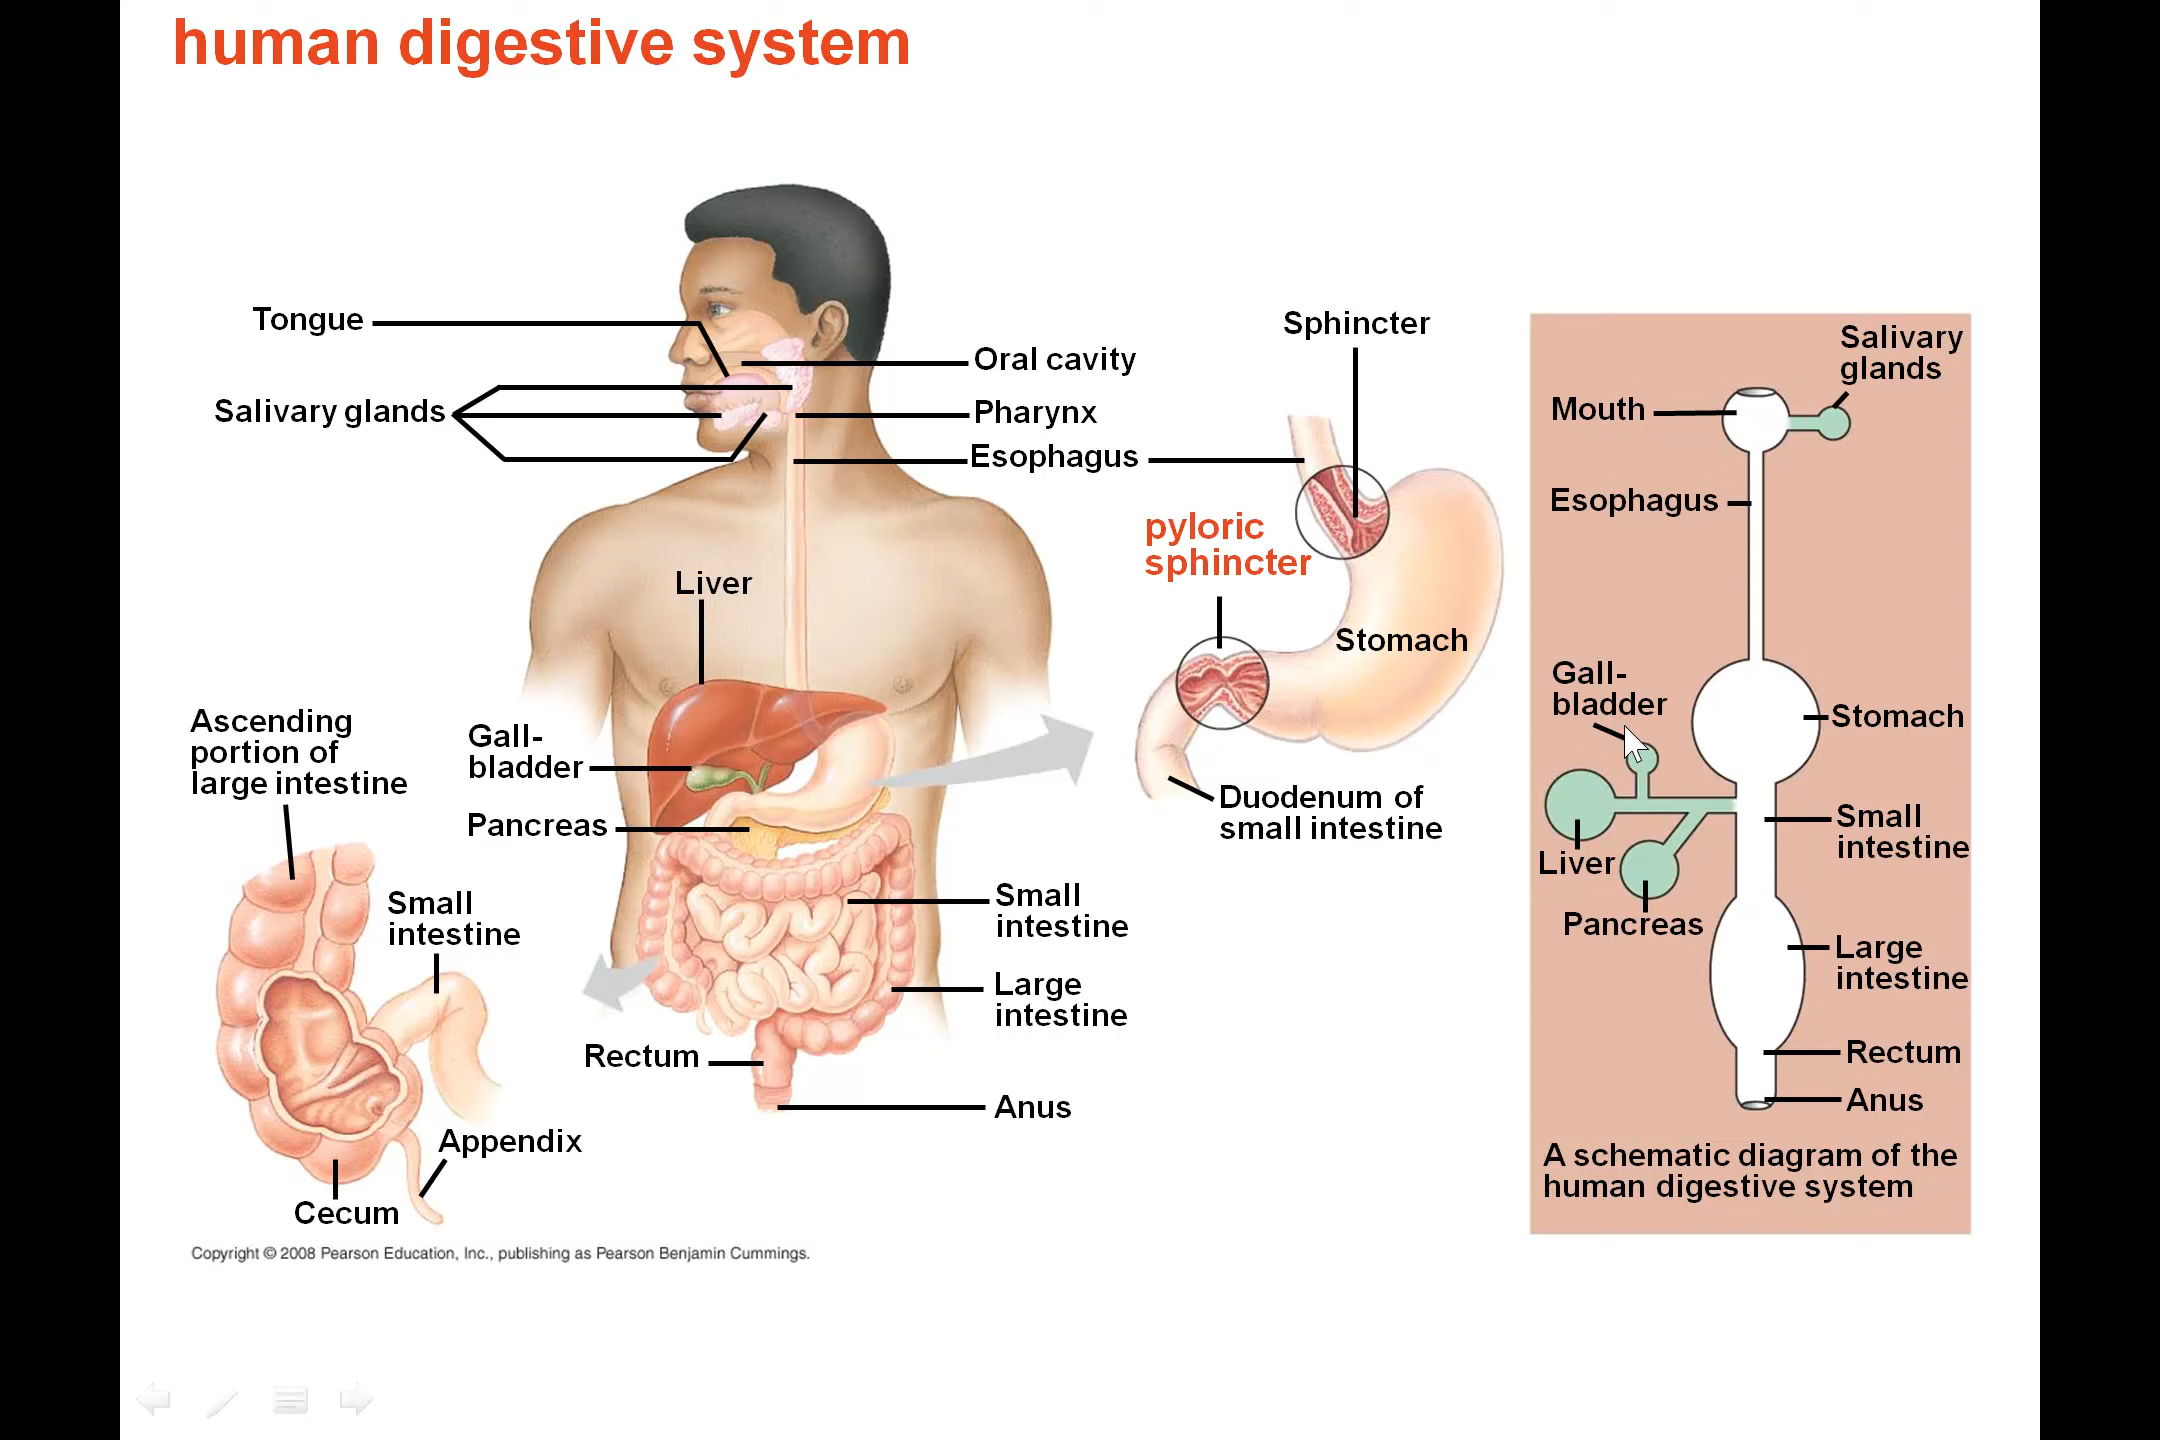 human digestive system
Tongue
Salivary glands
Oral cavity
Pharynx
Esophagus
Liver
Ascending
portion of
large intestine
Gall-
bladder
Pancreas
Small
intestine
Small
intestine
Large
intestine
Rectum
Anus
Appendix
Cecum
Sphincter
pyloric
sphincter
Stomach
Duodenum of
small intestine
Salivary
glands
Mouth
Esophagus
Gall-
bladder
Stomach
Small
intestine
Liver
Pancreas
Large
intestine
Rectum
Anus
A schematic diagram of the
human digestive system
Copyright © 2008 Pearson Education, Inc., publishing as Pearson Benjamin Cummings.